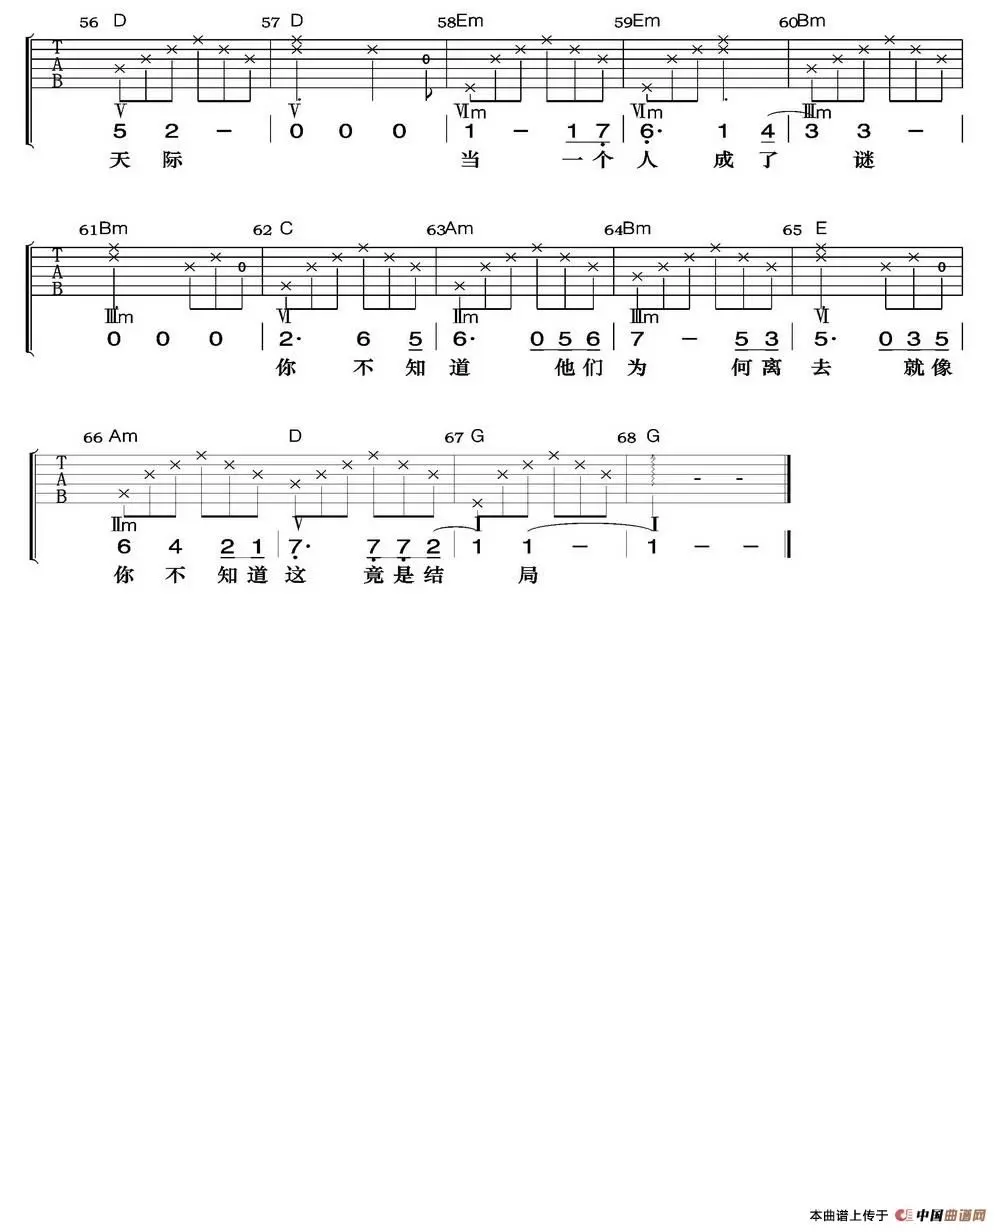 56 D 57 D 58 Em 59 Em 60 Bm
T A B
Ⅴ Ⅴ Ⅵm Ⅵm Ⅲm
5 2 - | 0 0 0 | 1 - 1 7 | 6· 1 4 | 3 3 - |
天 际 当 一 个 人 成 了 谜
61 Bm 62 C 63 Am 64 Bm 65 E
T A B
Ⅲm Ⅵ Ⅱm Ⅲm Ⅵ
0 0 0 | 2· 6 5 | 6· 0 5 6 | 7 - 5 3 | 5· 0 3 5 |
你 不 知 道 他 们 为 何 离 去 就 像
66 Am D 67 G 68 G
T A B
Ⅱm Ⅴ Ⅰ Ⅰ
6 4 2 1 | 7· 7 7 2 | 1 1 - | 1 - -
你 不 知 道 这 竟 是 结 局
本曲谱上传于 中国曲谱网